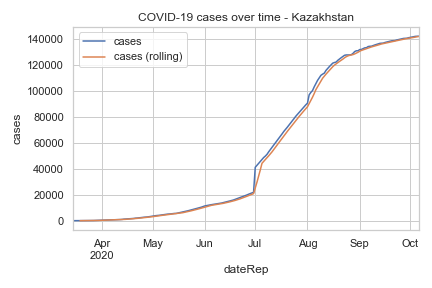 COVID-19 cases over time - Kazakhstan
cases
cases (rolling)
cases
140000
120000
100000
80000
60000
40000
20000
0
Apr
2020
May
Jun
Jul
Aug
Sep
Oct
dateRep